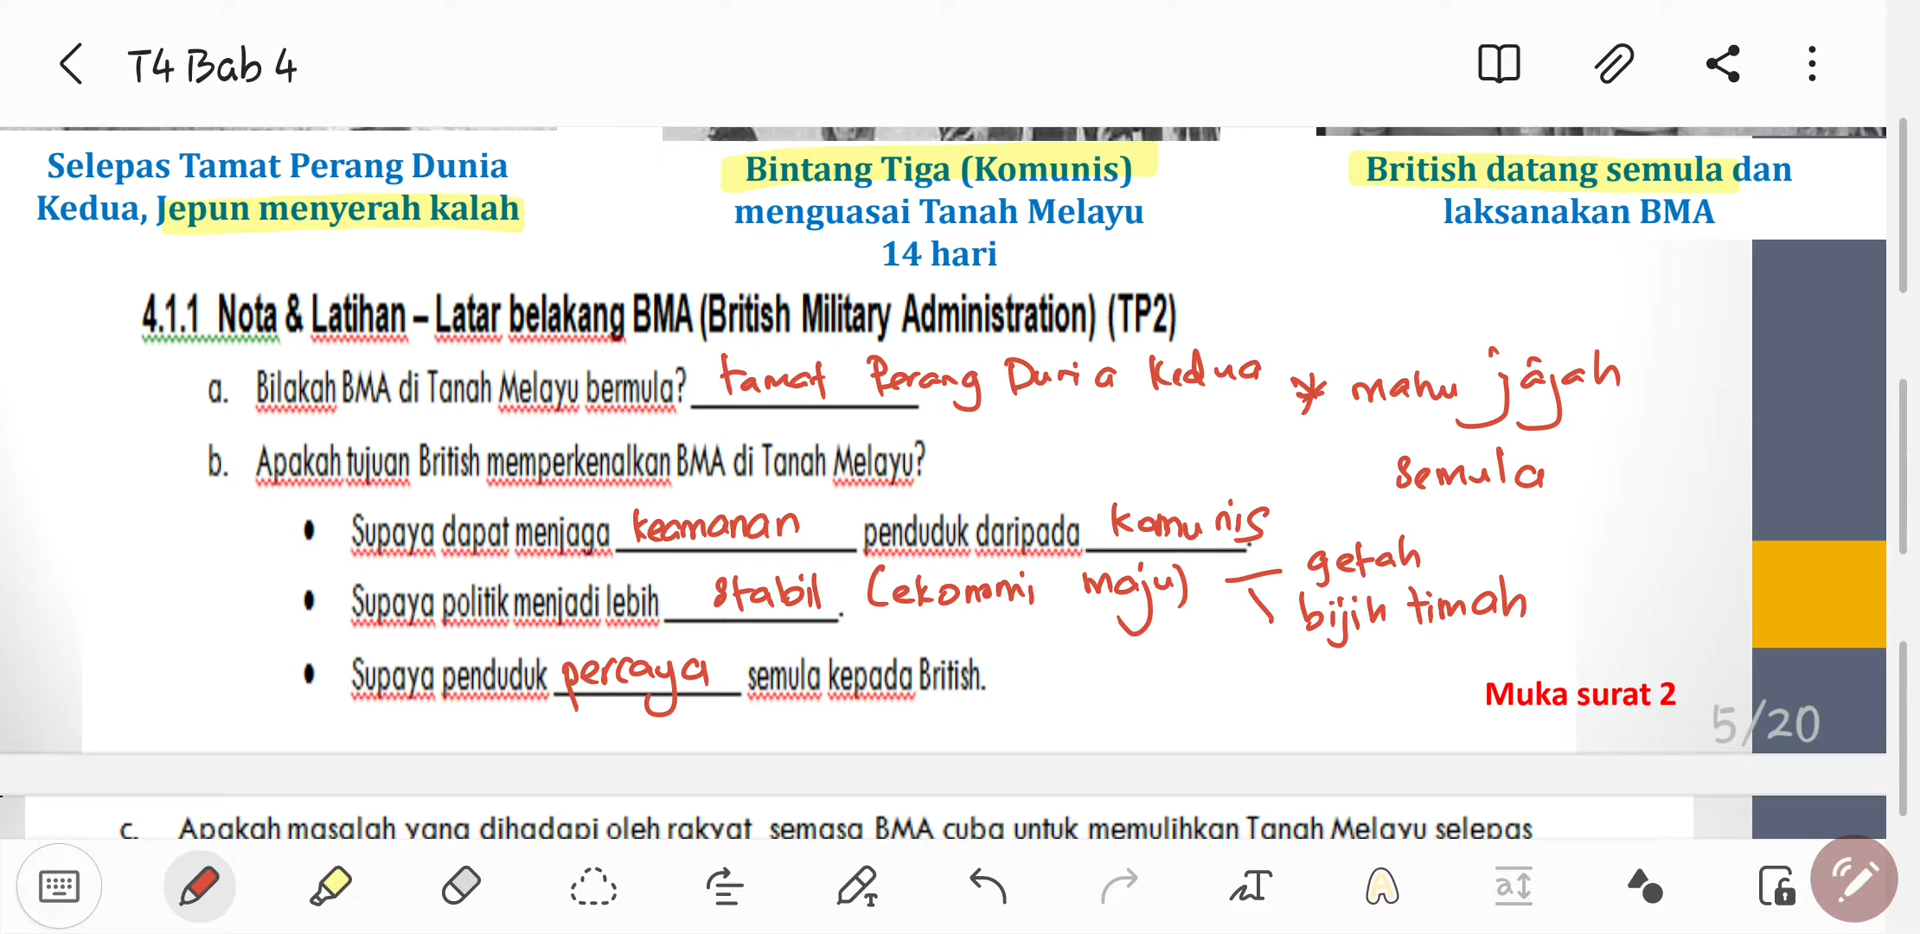 T4 Bab 4
Selepas Tamat Perang Dunia
Kedua, Jepun menyerah kalah
Bintang Tiga (Komunis)
menguasai Tanah Melayu
14 hari
British datang semula dan
laksanakan BMA
4.1.1 Nota & Latihan – Latar belakang BMA (British Military Administration) (TP2)
a. Bilakah BMA di Tanah Melayu bermula? tamat Perang Dunia Kedua * mahu jajah
semula
b. Apakah tujuan British memperkenalkan BMA di Tanah Melayu?
• Supaya dapat menjaga keamanan penduduk daripada komunis.
• Supaya politik menjadi lebih stabil. (ekonomi maju) getah
bijih timah
• Supaya penduduk percaya semula kepada British.
Muka surat 2
5/20
c. Apakah masalah yang dihadapi oleh rakyat semasa BMA cuba untuk memulihkan Tanah Melayu selepas